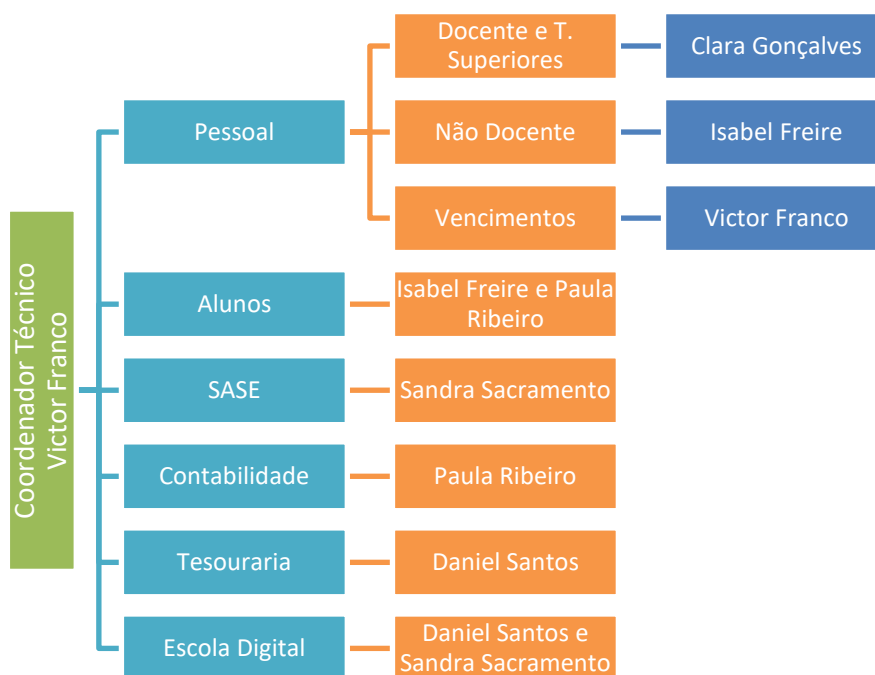 Coordenador Técnico
Victor Franco
Pessoal
Docente e T.
Superiores
Clara Gonçalves
Não Docente
Isabel Freire
Vencimentos
Victor Franco
Alunos
Isabel Freire e Paula
Ribeiro
SASE
Sandra Sacramento
Contabilidade
Paula Ribeiro
Tesouraria
Daniel Santos
Escola Digital
Daniel Santos e
Sandra Sacramento